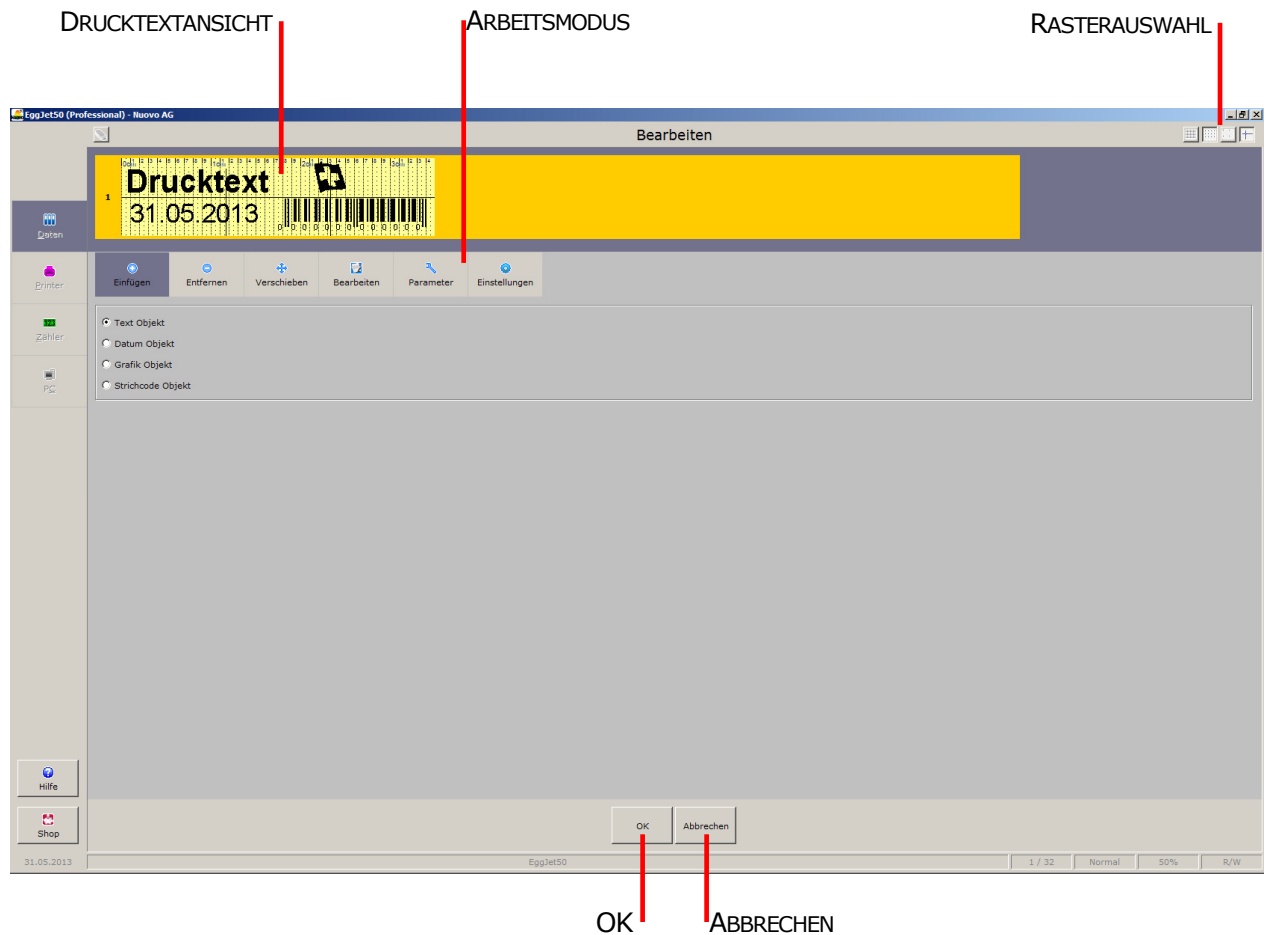 DRUCKTEXTANSICHT
ARBEITSMODUS
RASTERAUSWAHL
EggJet50 (Professional) - Nuovo AG
Bearbeiten
1
Drucktext
31.05.2013
Daten
Printer
Zähler
PC
Einfügen
Entfernen
Verschieben
Bearbeiten
Parameter
Einstellungen
Text Objekt
Datum Objekt
Grafik Objekt
Strichcode Objekt
Hilfe
Shop
OK
Abbrechen
31.05.2013
EggJet50
1 / 32
Normal
50%
R/W
OK
ABBRECHEN